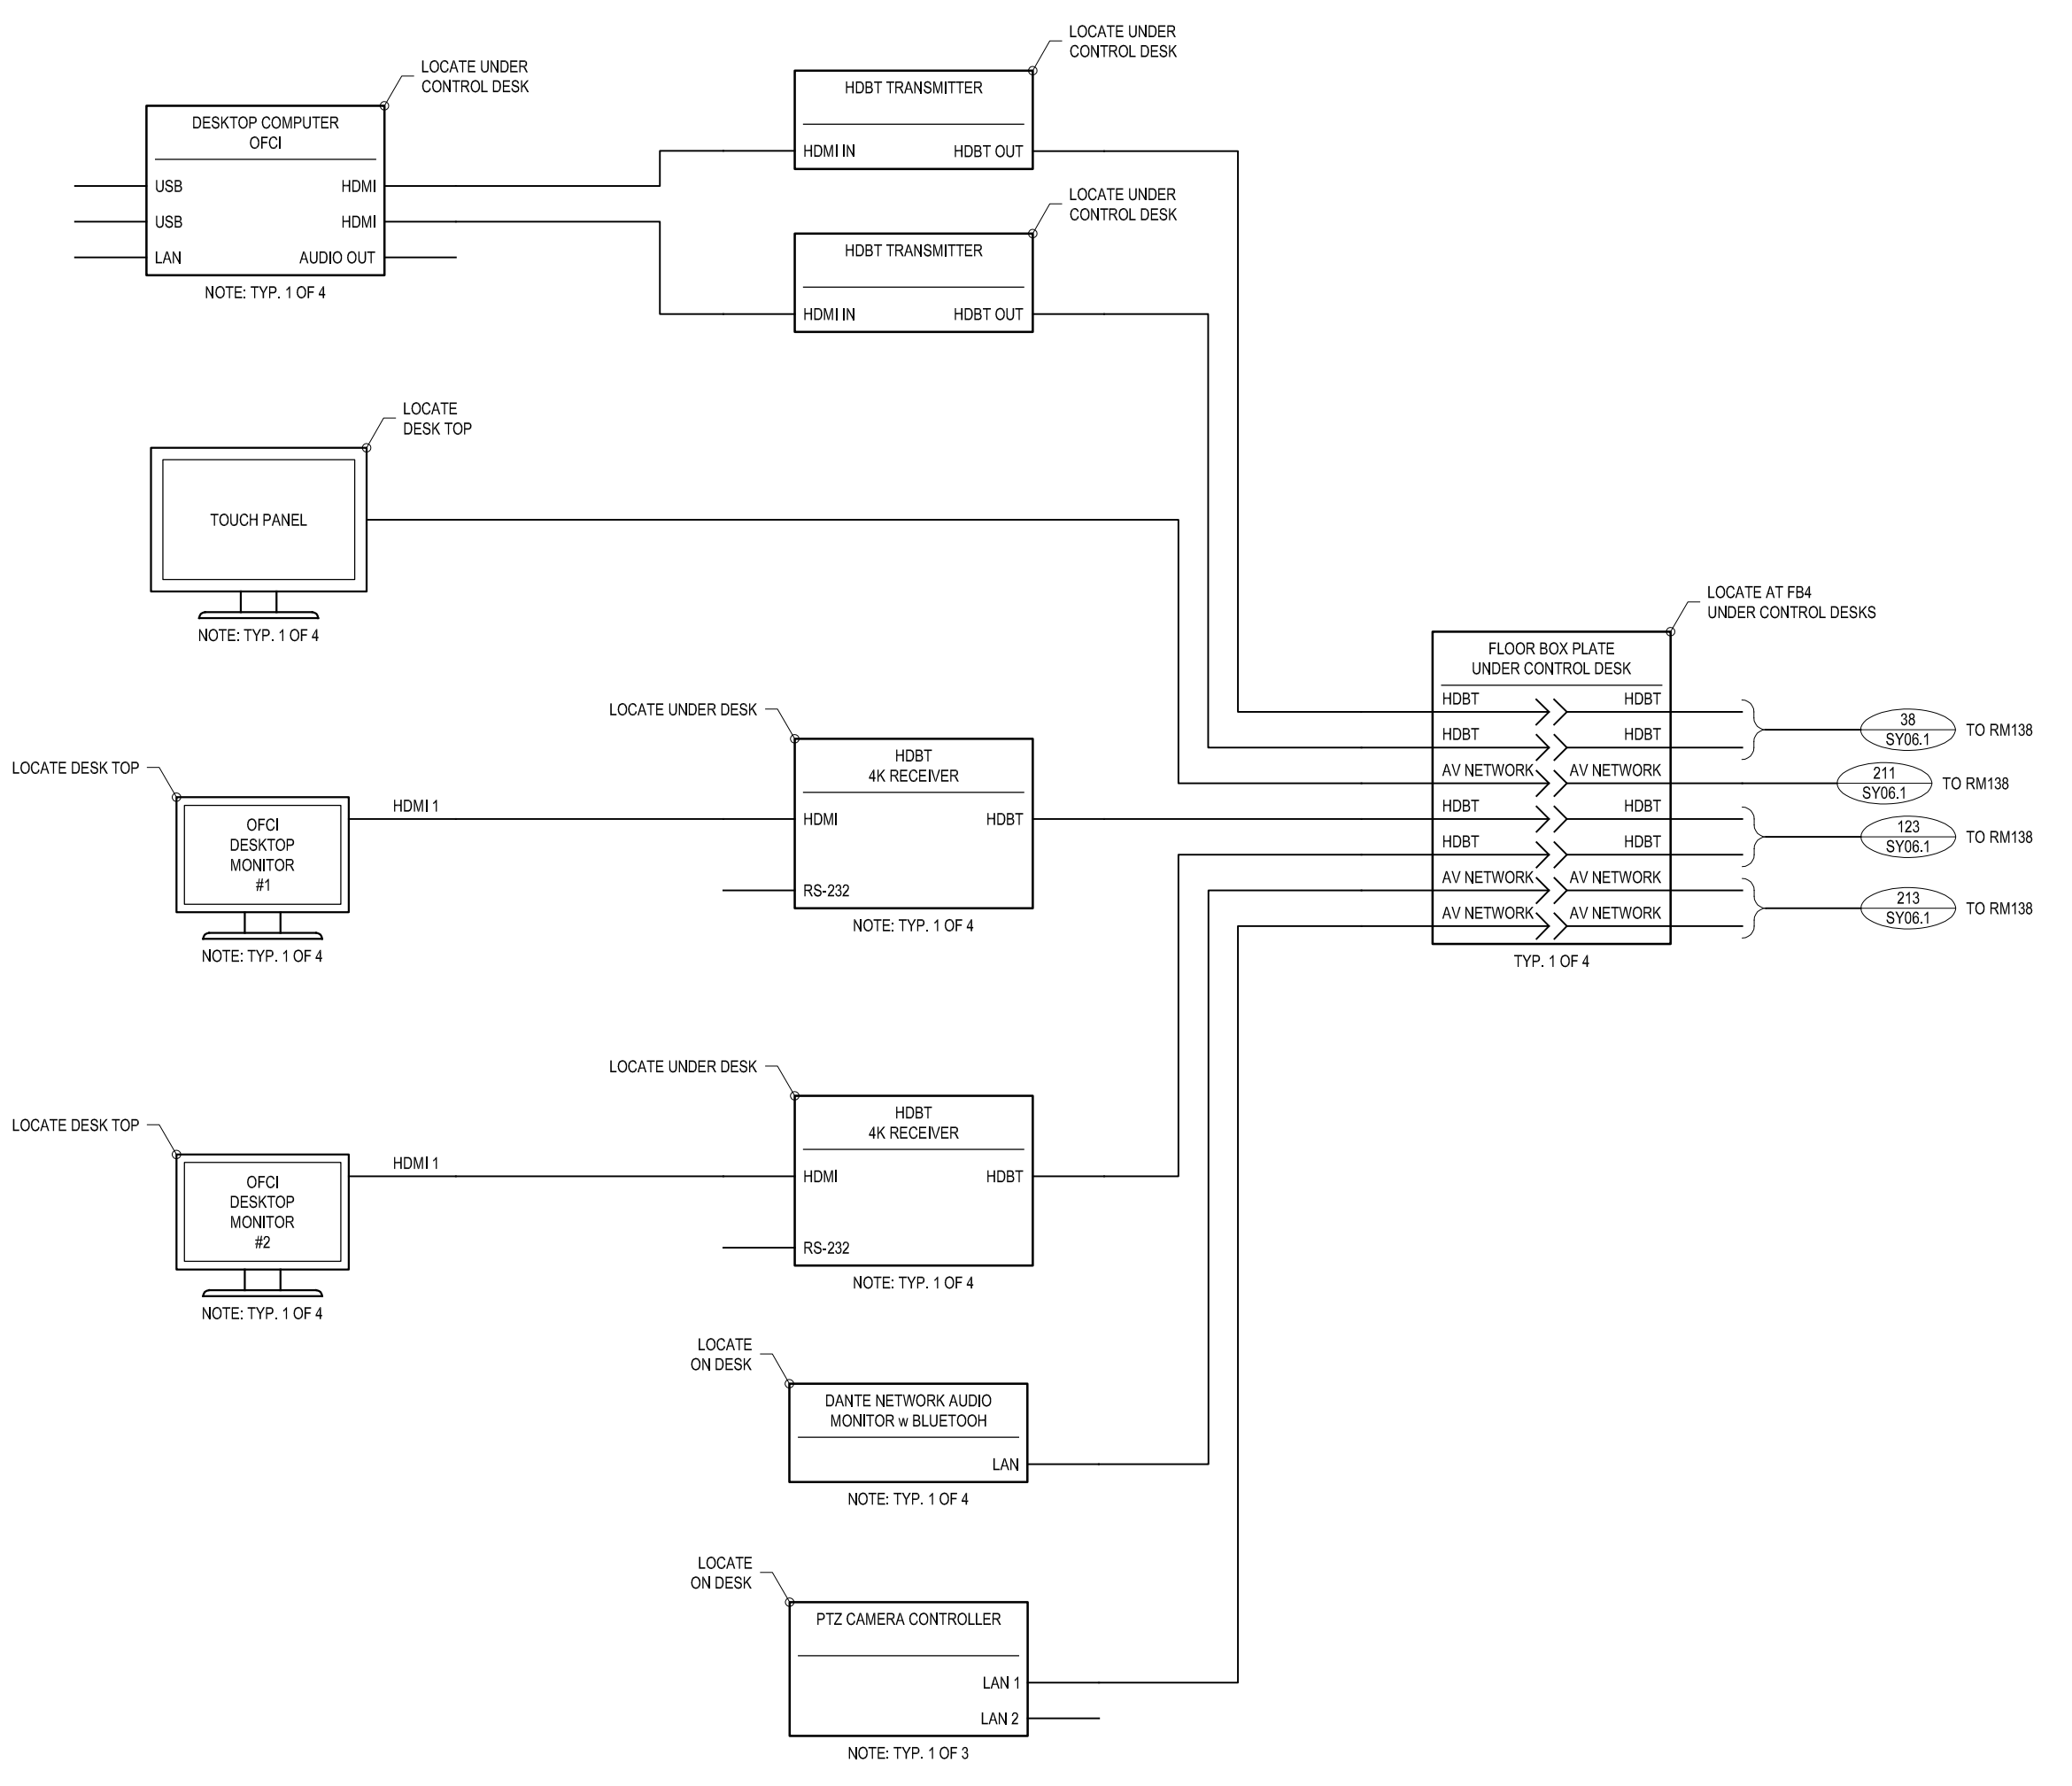 LOCATE UNDER
CONTROL DESK
DESKTOP COMPUTER
OFCI
USB
HDMI
USB
HDMI
LAN
AUDIO OUT
NOTE: TYP. 1 OF 4
LOCATE UNDER
CONTROL DESK
HDBT TRANSMITTER
HDMI IN
HDBT OUT
LOCATE UNDER
CONTROL DESK
HDBT TRANSMITTER
HDMI IN
HDBT OUT
LOCATE
DESK TOP
TOUCH PANEL
NOTE: TYP. 1 OF 4
LOCATE DESK TOP
OFCI
DESKTOP
MONITOR
#1
HDMI 1
NOTE: TYP. 1 OF 4
LOCATE UNDER DESK
HDBT
4K RECEIVER
HDMI
HDBT
RS-232
NOTE: TYP. 1 OF 4
LOCATE DESK TOP
OFCI
DESKTOP
MONITOR
#2
HDMI 1
NOTE: TYP. 1 OF 4
LOCATE UNDER DESK
HDBT
4K RECEIVER
HDMI
HDBT
RS-232
NOTE: TYP. 1 OF 4
LOCATE
ON DESK
DANTE NETWORK AUDIO
MONITOR w BLUETOOH
LAN
NOTE: TYP. 1 OF 4
LOCATE
ON DESK
PTZ CAMERA CONTROLLER
LAN 1
LAN 2
NOTE: TYP. 1 OF 3
LOCATE AT FB4
UNDER CONTROL DESKS
FLOOR BOX PLATE
UNDER CONTROL DESK
HDBT
HDBT
HDBT
HDBT
AV NETWORK
AV NETWORK
HDBT
HDBT
HDBT
HDBT
AV NETWORK
AV NETWORK
AV NETWORK
AV NETWORK
TYP. 1 OF 4
38
SY06.1
TO RM138
211
SY06.1
TO RM138
123
SY06.1
TO RM138
213
SY06.1
TO RM138